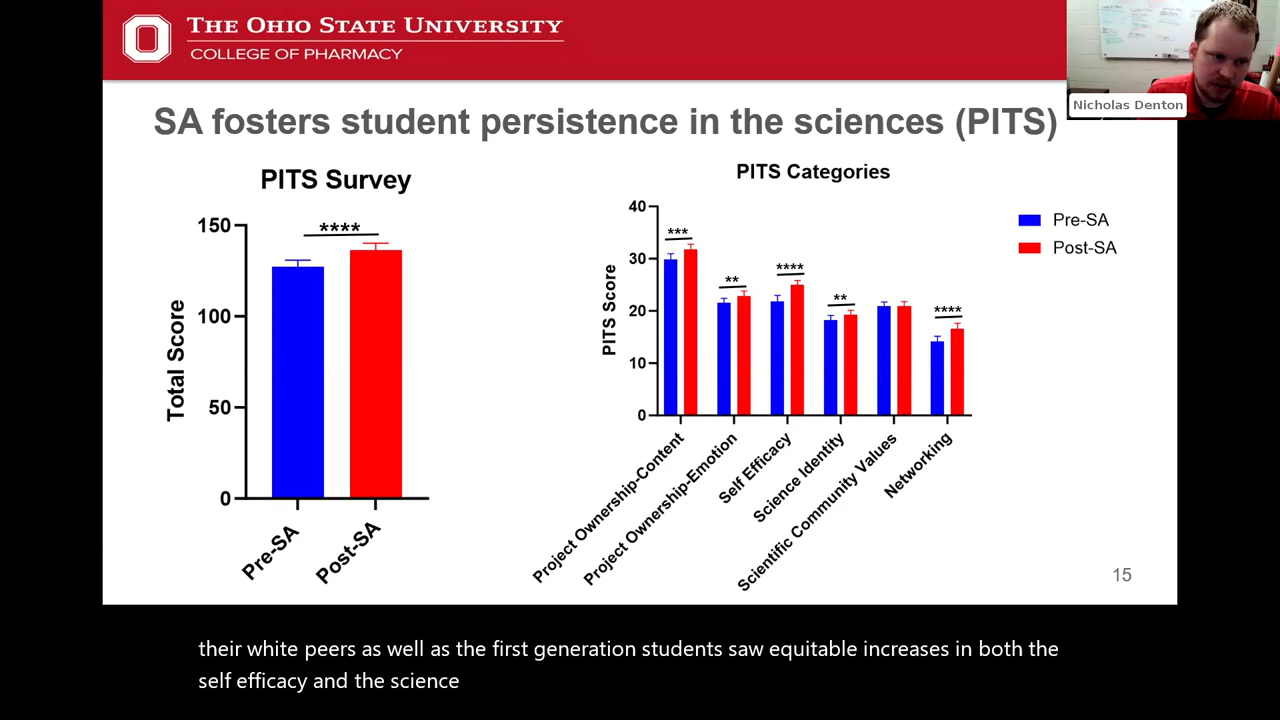 THE OHIO STATE UNIVERSITY
COLLEGE OF PHARMACY
Nicholas Denton
SA fosters student persistence in the sciences (PITS)
PITS Survey
150
100
50
0
Total Score
****
Pre-SA
Post-SA
PITS Categories
40
30
20
10
0
PITS Score
***
**
****
**
****
Project Ownership-Content
Project Ownership-Emotion
Self Efficacy
Science Identity
Scientific Community Values
Networking
Pre-SA
Post-SA
15
their white peers as well as the first generation students saw equitable increases in both the
self efficacy and the science